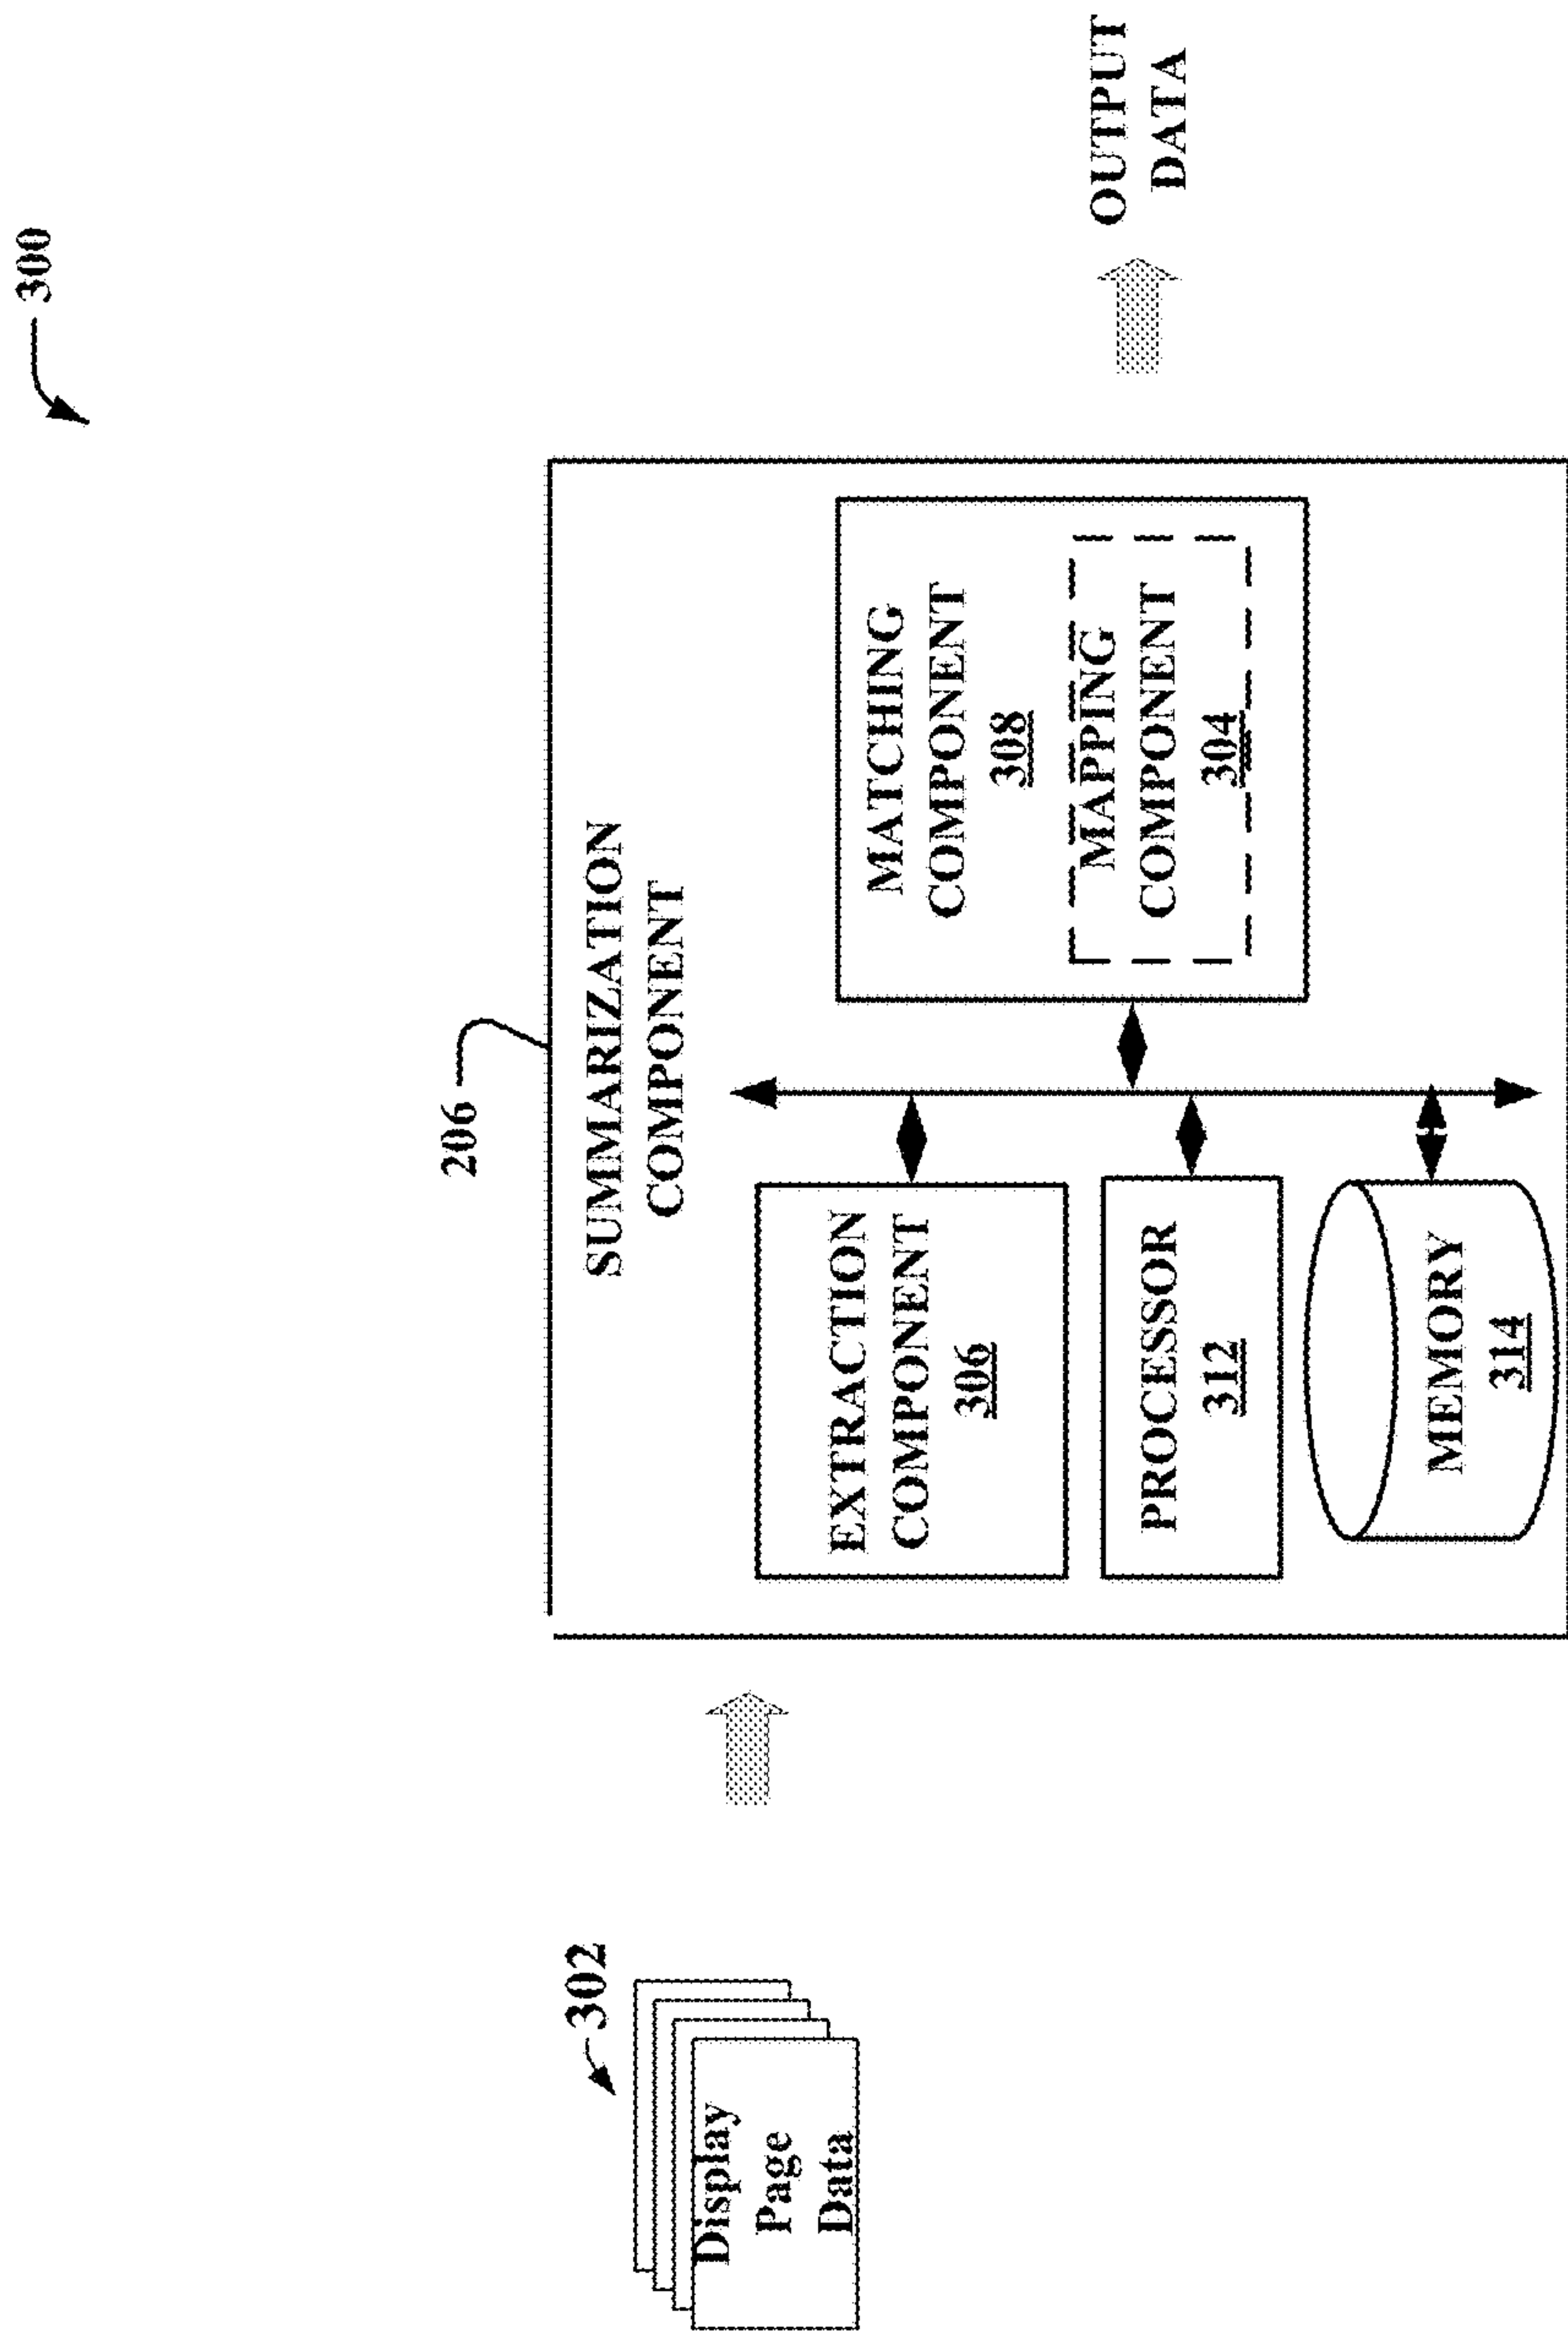 300
206
SUMMARIZATION
COMPONENT
302
Display
Page
Data
EXTRACTION
COMPONENT
306
PROCESSOR
312
MEMORY
314
MATCHING
COMPONENT
308
MAPPING
COMPONENT
304
OUTPUT
DATA